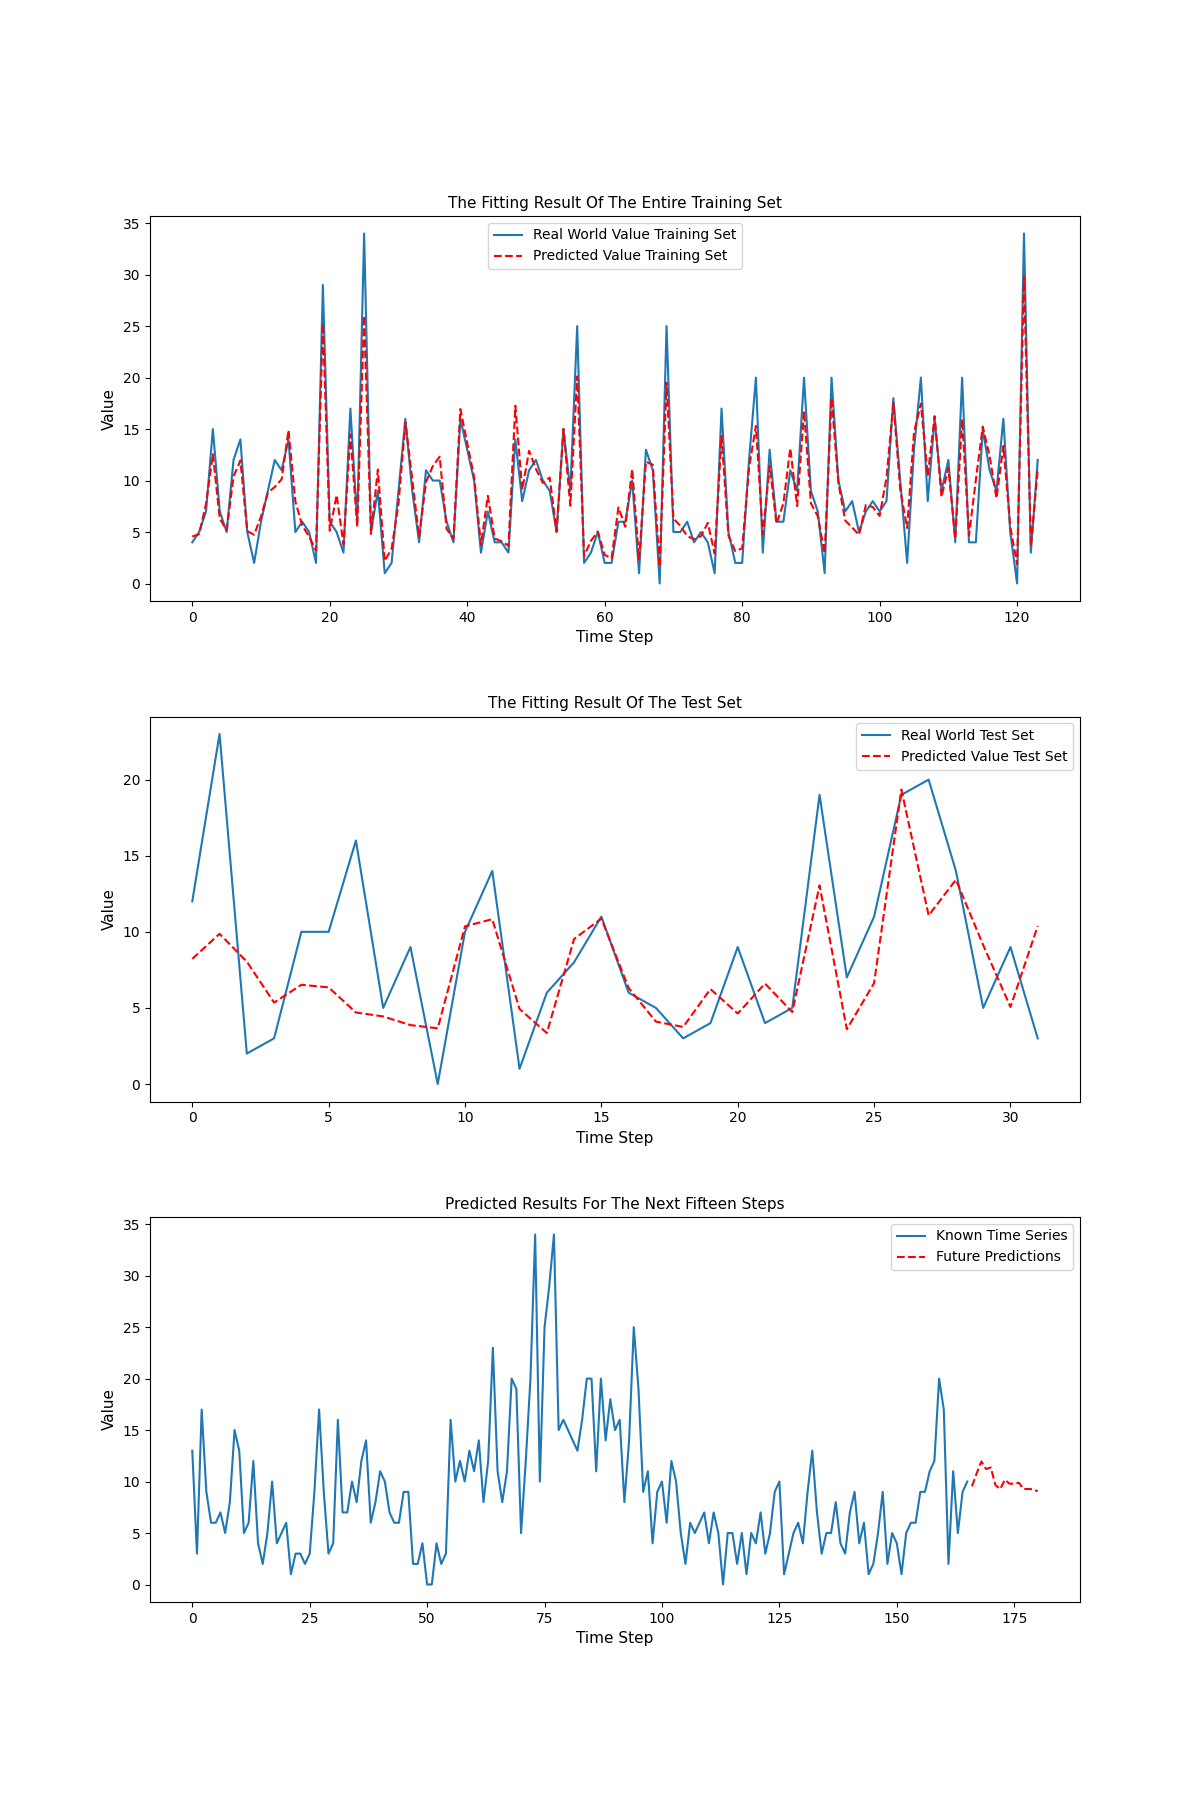 The Fitting Result Of The Entire Training Set
Real World Value Training Set
Predicted Value Training Set
Value
35
30
25
20
15
10
5
0
0 20 40 60 80 100 120
Time Step
The Fitting Result Of The Test Set
Real World Test Set
Predicted Value Test Set
Value
20
15
10
5
0
0 5 10 15 20 25 30
Time Step
Predicted Results For The Next Fifteen Steps
Known Time Series
Future Predictions
Value
35
30
25
20
15
10
5
0
0 25 50 75 100 125 150 175
Time Step